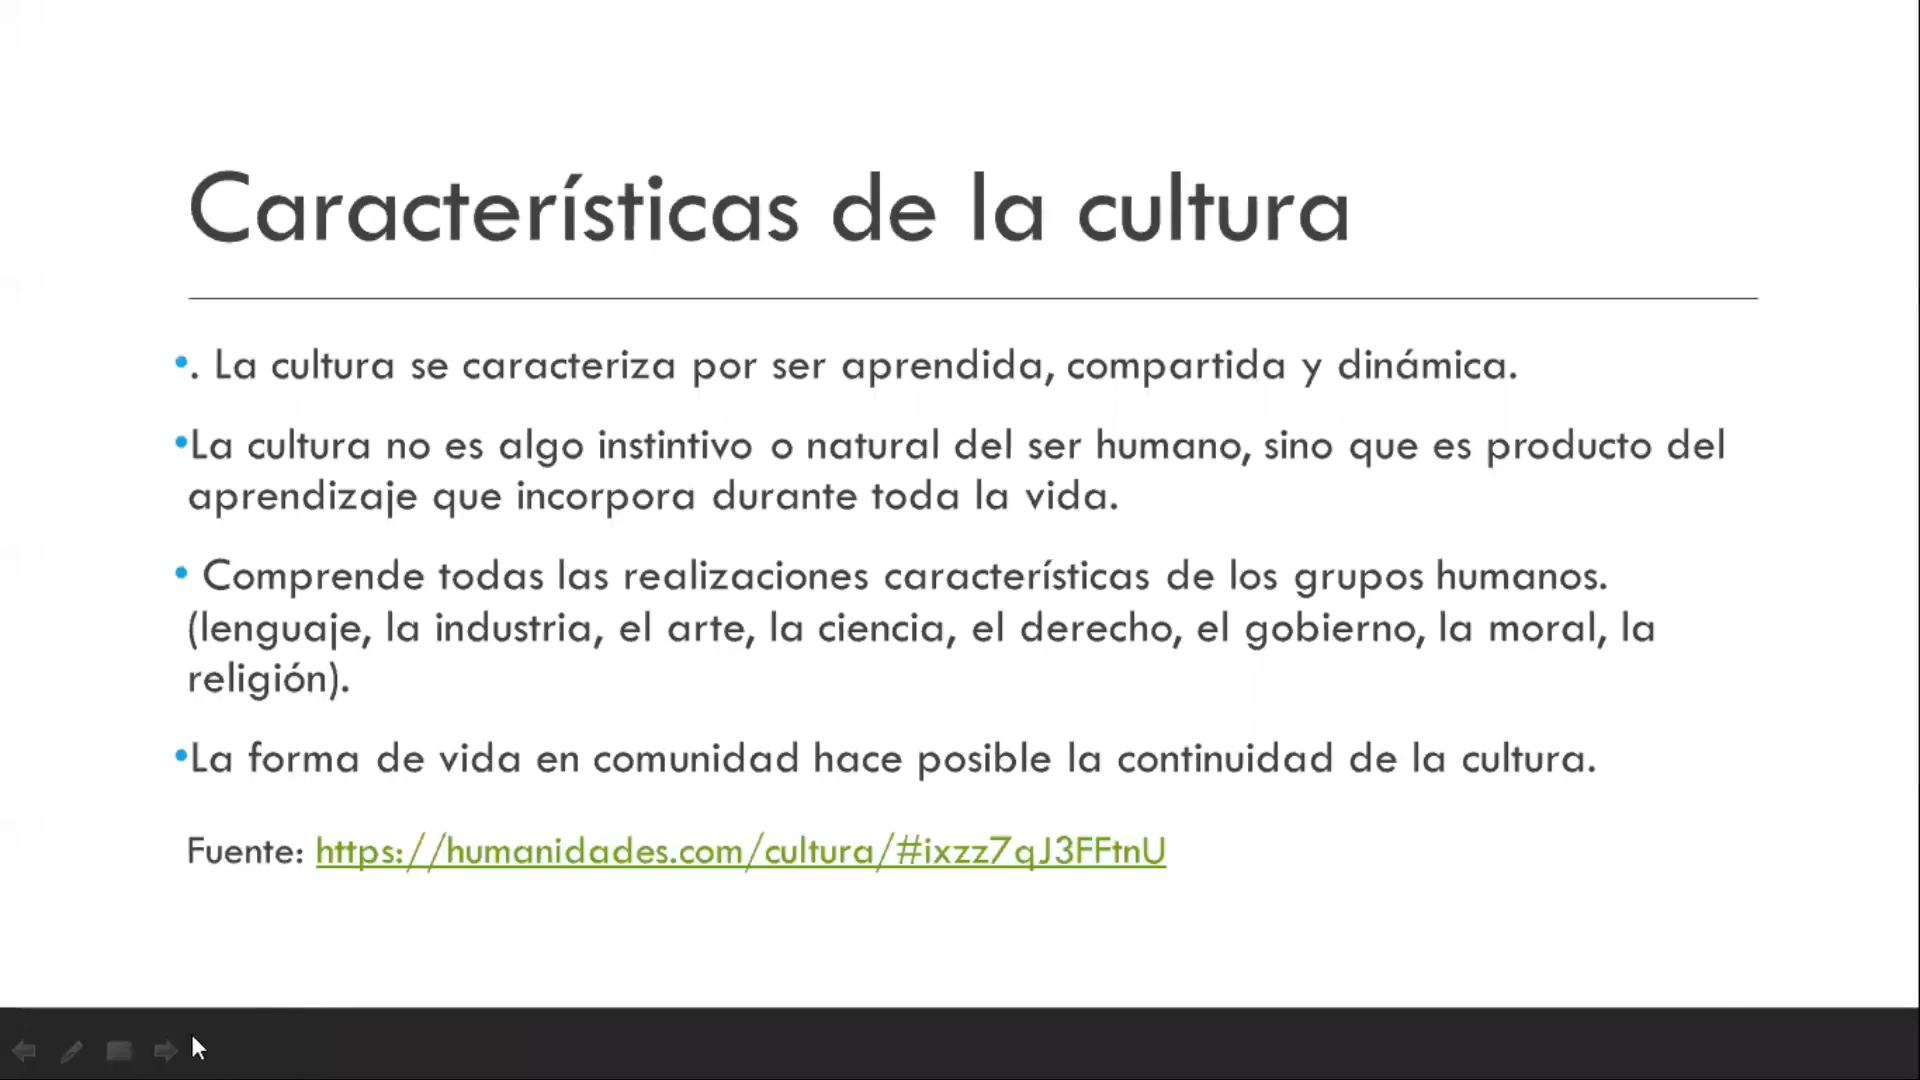 Características de la cultura
•. La cultura se caracteriza por ser aprendida, compartida y dinámica.
•La cultura no es algo instintivo o natural del ser humano, sino que es producto del
aprendizaje que incorpora durante toda la vida.
• Comprende todas las realizaciones características de los grupos humanos.
(lenguaje, la industria, el arte, la ciencia, el derecho, el gobierno, la moral, la
religión).
•La forma de vida en comunidad hace posible la continuidad de la cultura.
Fuente: https://humanidades.com/cultura/#ixzz7qJ3FFtnU